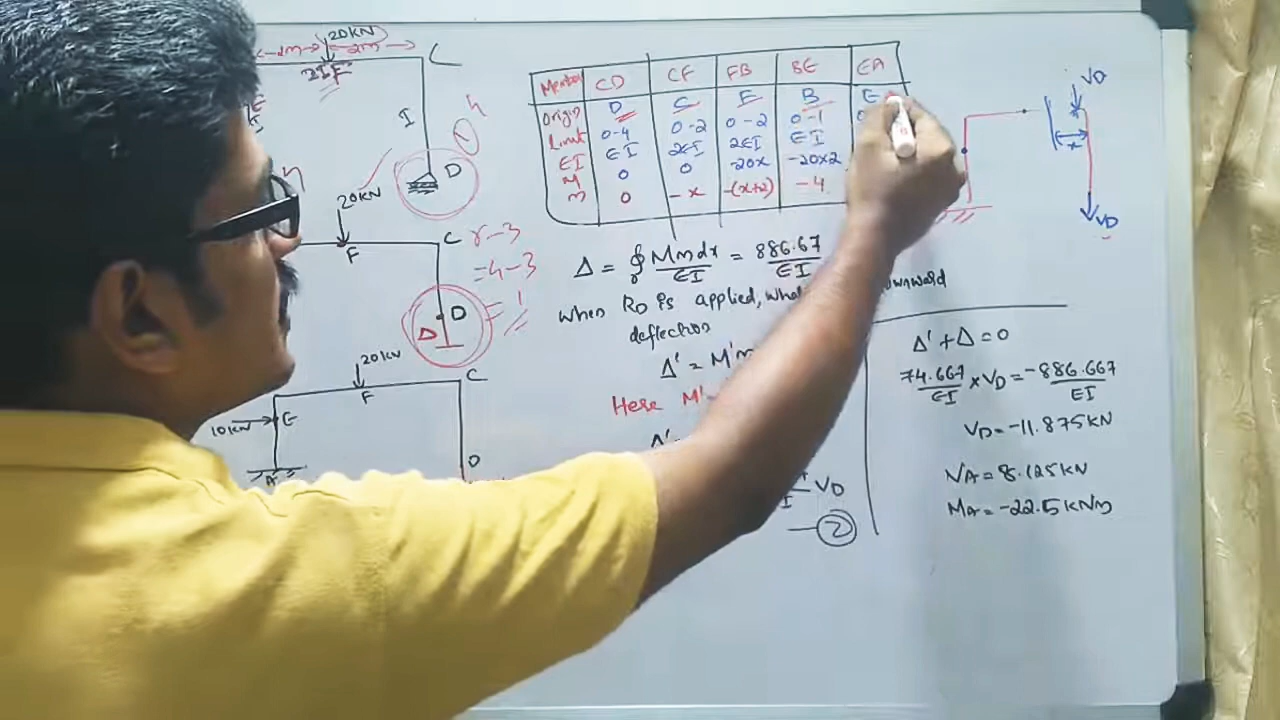 20KN
2m
2m
C
2IF
I
D
4
20KN
F
C
D
Δ
20KN
C
F
10KN
E
A
D
r-3
=4-3
=1
Member CD CF FB BE EA
Origin D C F B E
Limit 0-4 0-2 0-2 0-1
EI EI 2EI 2EI EI
M 0 0 -20x -20x2
m 0 -x -(x+2) -4
Δ = ∮ Mmdx/EI = 886.67/EI
When RD is applied, downward
deflection
Δ' = M'm
Here M'
VD
2
VD
x
VD
Δ'+Δ=0
74.667/EI x VD = -886.667/EI
VD=-11.875KN
VA=8.125KN
MA=-22.5KNm